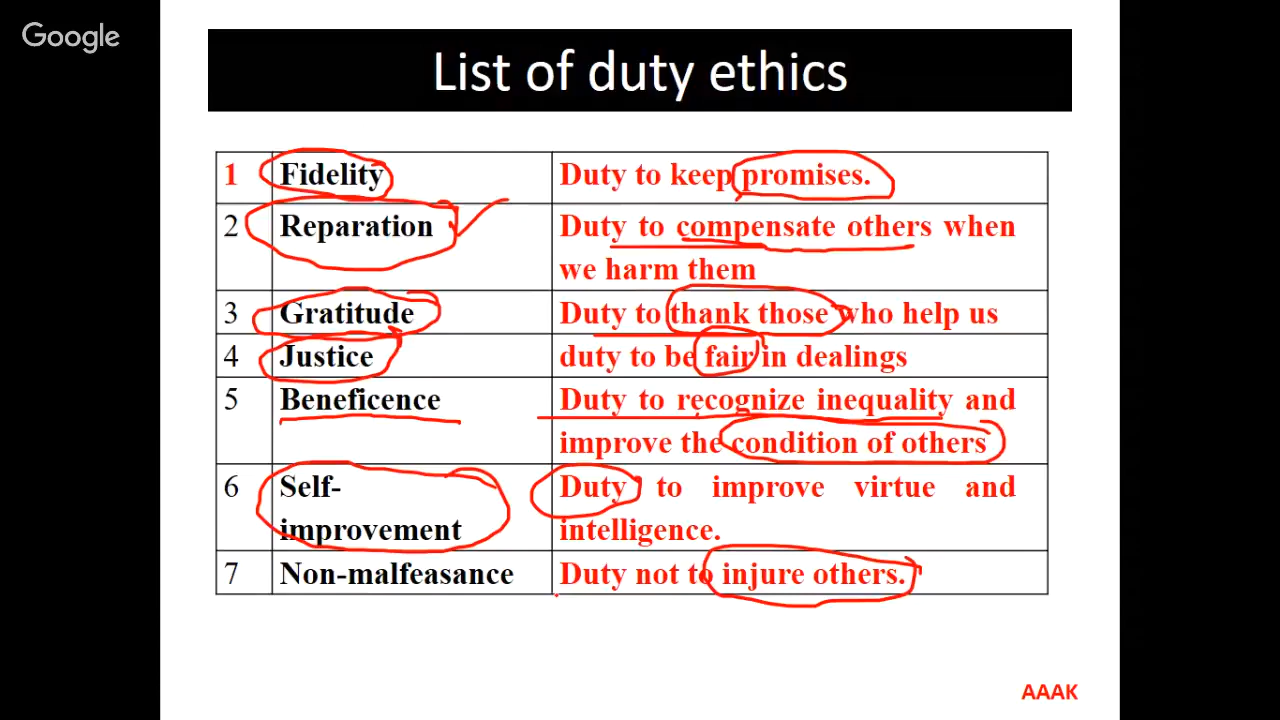 Google
List of duty ethics
1 Fidelity Duty to keep promises.
2 Reparation Duty to compensate others when
we harm them
3 Gratitude Duty to thank those who help us
4 Justice duty to be fair in dealings
5 Beneficence Duty to recognize inequality and
improve the condition of others
6 Self- Duty to improve virtue and
improvement intelligence.
7 Non-malfeasance Duty not to injure others.
AAAK